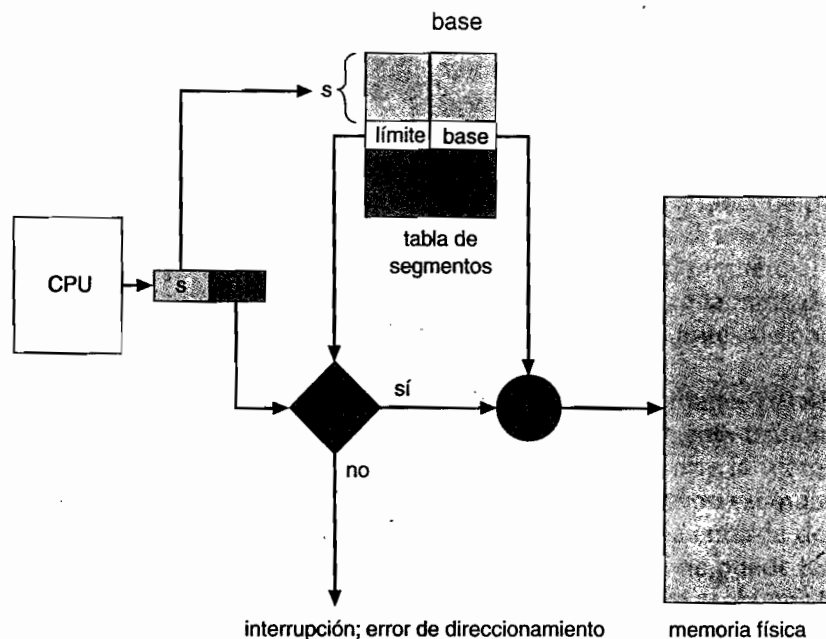 base
s
límite base
tabla de
segmentos
CPU
s
sí
no
interrupción; error de direccionamiento
memoria física